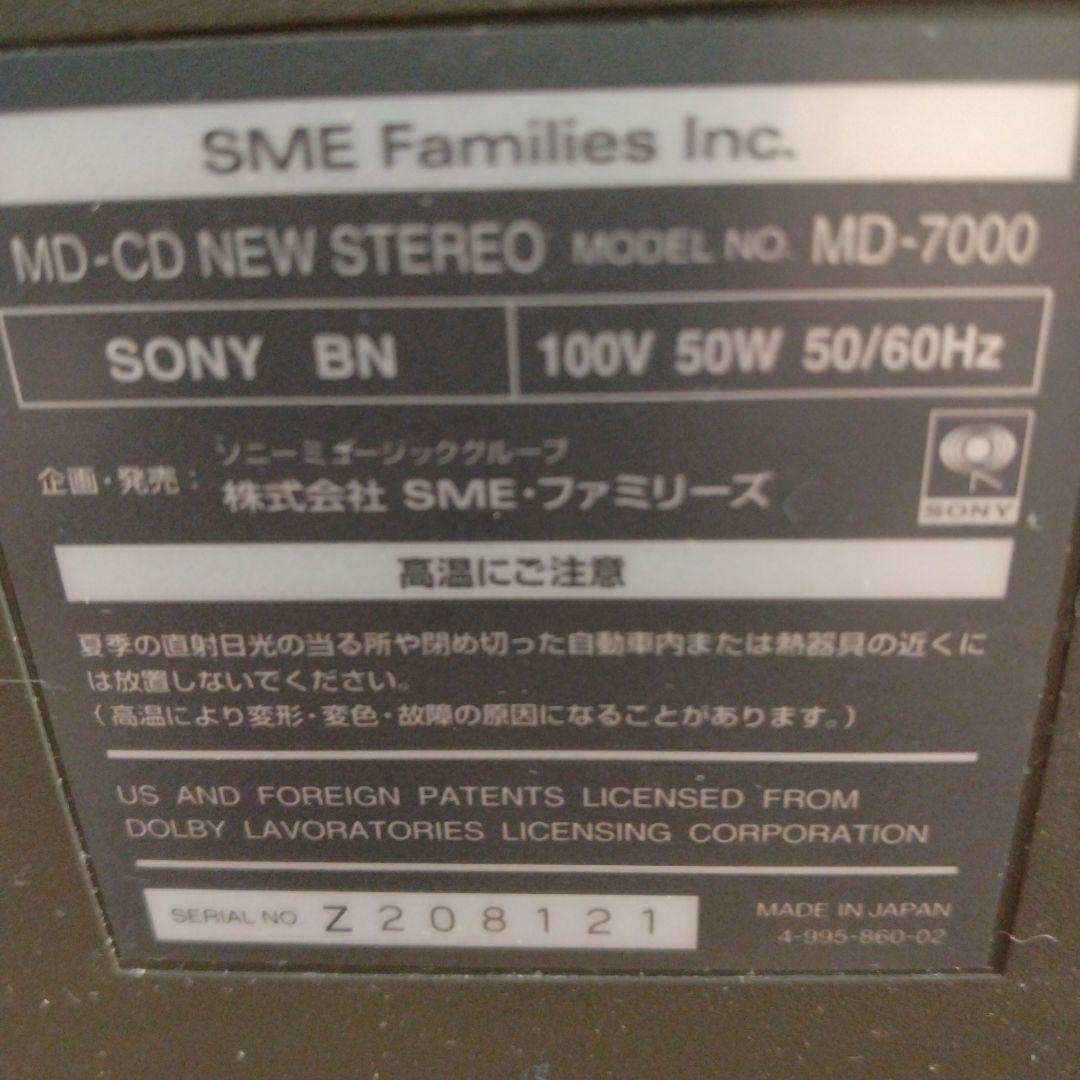 SME Families Inc.
MD-CD NEW STEREO MODEL NO. MD-7000
SONY BN 100V 50W 50/60Hz
ソニーミュージックグループ
企画・発売：株式会社 SME・ファミリーズ
SONY
高温にご注意
夏季の直射日光の当る所や閉め切った自動車内または熱器具の近くに
は放置しないでください。
（高温により変形・変色・故障の原因になることがあります。）
US AND FOREIGN PATENTS LICENSED FROM
DOLBY LAVORATORIES LICENSING CORPORATION
SERIAL NO. Z208121
MADE IN JAPAN
4-995-860-02